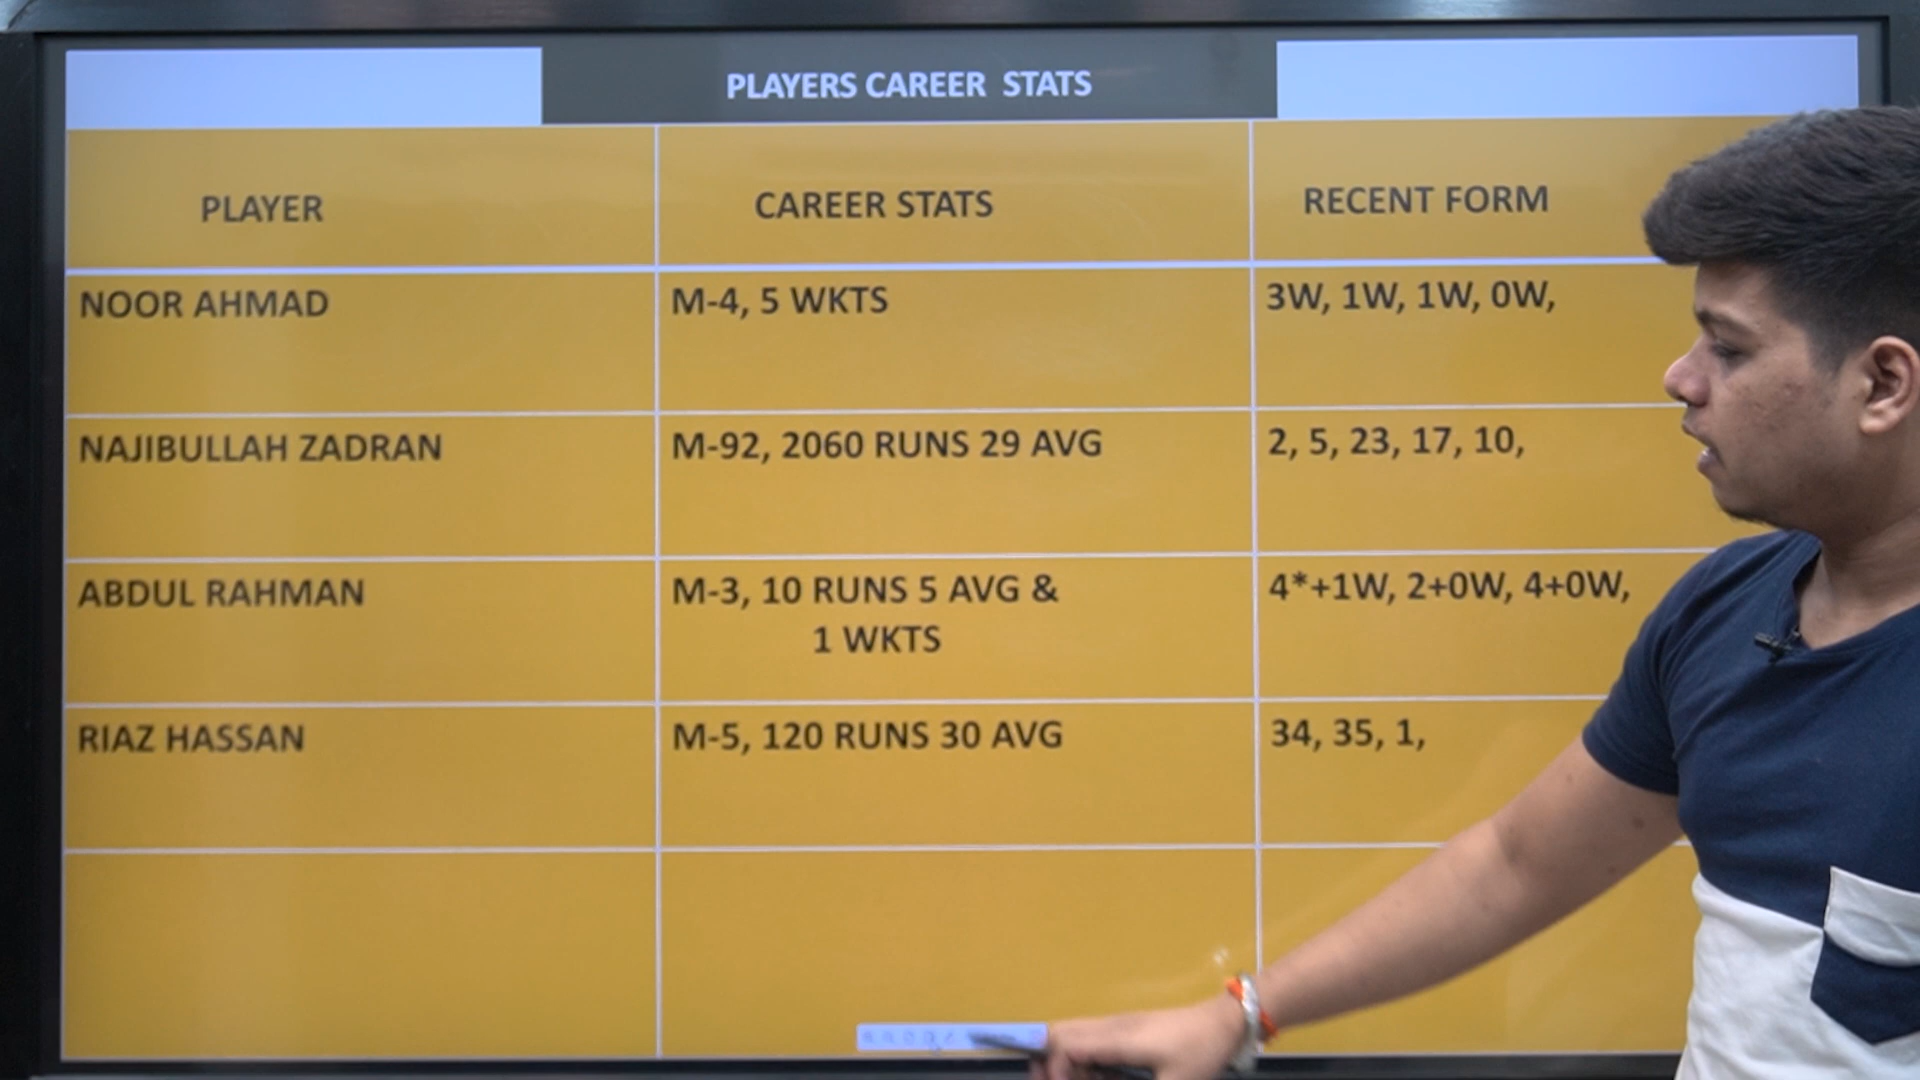 PLAYERS CAREER STATS
PLAYER CAREER STATS RECENT FORM
NOOR AHMAD M-4, 5 WKTS 3W, 1W, 1W, 0W,
NAJIBULLAH ZADRAN M-92, 2060 RUNS 29 AVG 2, 5, 23, 17, 10,
ABDUL RAHMAN M-3, 10 RUNS 5 AVG & 4*+1W, 2+0W, 4+0W,
1 WKTS
RIAZ HASSAN M-5, 120 RUNS 30 AVG 34, 35, 1,